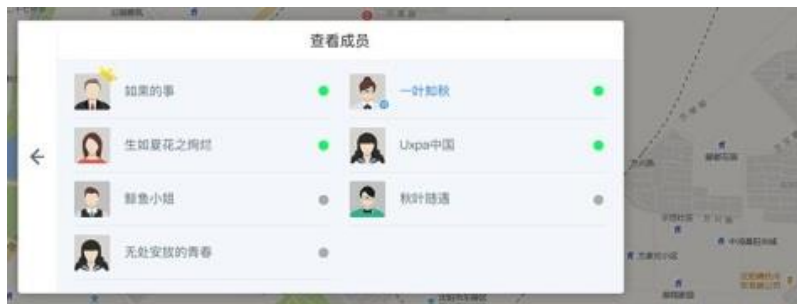 查看成员
如果的事
一叶知秋
生如夏花之绚烂
Uxpa中国
鲸鱼小姐
秋叶随遇
无处安放的青春